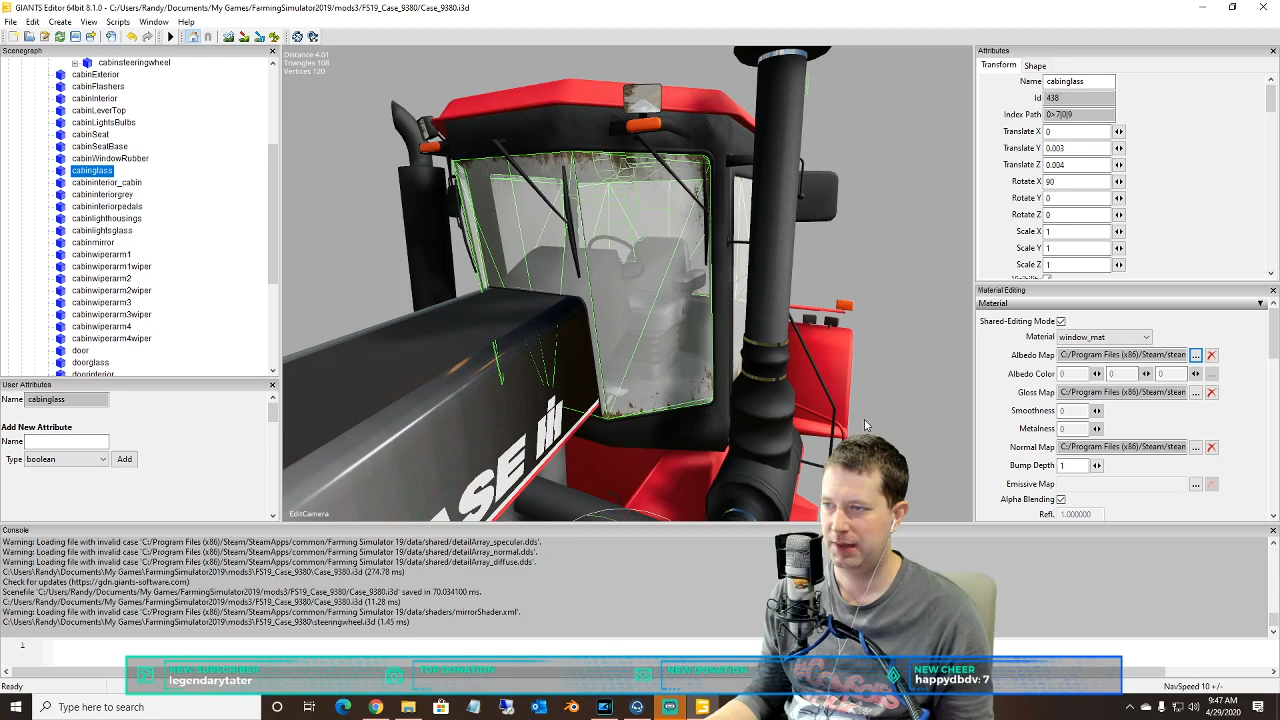 GIANTS Editor 64bit 8.1.0 - C:/Users/Randy/Documents/My Games/FarmingSimulator2019/mods3/FS19_Case_9380/Case_9380.i3d
File View Create Scripts Window Help
Scenegraph
cabinsteeringwheel
cabinExterior
cabinFlashers
cabinInterior
cabinLeverTop
cabinLightsBulbs
cabinSeat
cabinSeatBase
cabinWindowRubber
cabinglass
cabininterior_cabin
cabininteriorgrey
cabininteriorpedals
cabinlighthousings
cabinlightsglass
cabinmirror
cabinwiperarm1
cabinwiperarm1wiper
cabinwiperarm2
cabinwiperarm2wiper
cabinwiperarm3
cabinwiperarm3wiper
cabinwiperarm4
cabinwiperarm4wiper
door
doorglass
doorinterior
User Attributes
Name cabinglass
Add New Attribute
Name
Type boolean Add
Distance 4.01
Triangles 108
Vertices 120
CASE
EditCamera
Attributes
Transform Shape
Name cabinglass
Id 438
Index Path 0>7|0|9
Translate X 0
Translate Y 0.003
Translate Z 0.004
Rotate X 90
Rotate Y 0
Rotate Z 0
Scale X 1
Scale Y 1
Scale Z 1
Material Editing
Material
Shared-Editing Mode
Material window_mat
Albedo Map C:/Program Files (x86)/Steam/steam ...
Albedo Color 0 0 0 ...
Gloss Map C:/Program Files (x86)/Steam/steam ...
Smoothness 0
Metalness 0
Normal Map C:/Program Files (x86)/Steam/steam ...
Bump Depth 1
Emissive Map ...
Alpha Blending
Refl. 1.000000
Console
Warning: Loading file with invalid case 'C:/Program Files (x86)/Steam/SteamApps/common/Farming Simulator 19/data/shared/detailArray_specular.dds'.
Warning: Loading file with invalid case 'C:/Program Files (x86)/Steam/SteamApps/common/Farming Simulator 19/data/shared/detailArray_normal.dds'.
Warning: Loading file with invalid case 'C:/Program Files (x86)/Steam/SteamApps/common/Farming Simulator 19/data/shared/detailArray_diffuse.dds'.
C:\Users\Randy\Documents\My Games\FarmingSimulator2019\mods3\FS19_Case_9380\Case_9380.i3d (274.78 ms)
Check for updates (https://gdn.giants-software.com)
Scenefile 'C:/Users/Randy/Documents/My Games/FarmingSimulator2019/mods3/FS19_Case_9380/Case_9380.i3d' saved in 70.034100 ms.
C:\Users\Randy\Documents\My Games\FarmingSimulator2019\mods3\FS19_Case_9380\Case_9380.i3d (11.28 ms)
Warning: Loading file with invalid case 'C:/Program Files (x86)/Steam/SteamApps/common/Farming Simulator 19/data/shaders/mirrorShader.xml'.
C:\Users\Randy\Documents\My Games\FarmingSimulator2019\mods3\FS19_Case_9380\steeringwheel.i3d (1.45 ms)
1
NEW SUBSCRIBER
legendarytater
TOP DONATION
NEW DONATION
NEW CHEER
happydbdv: 7
Ready
NavSpeed 10 +/-
Type here to search
9:47 AM
4/29/2020